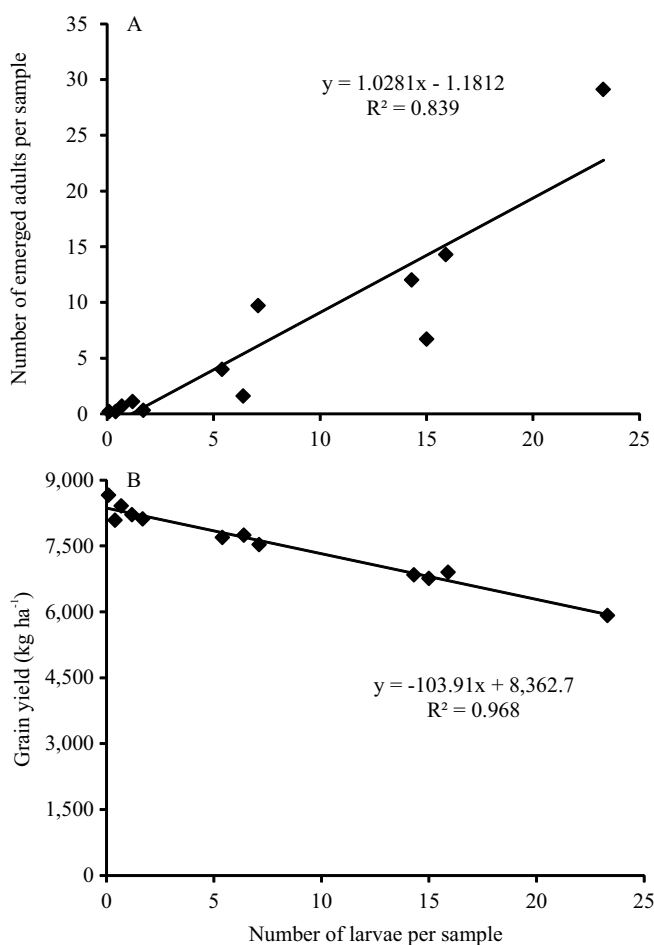 A
35
30
25
20
15
10
5
0
Number of emerged adults per sample
y = 1.0281x - 1.1812
R² = 0.839
0 5 10 15 20 25
B
9,000
7,500
6,000
4,500
3,000
1,500
0
Grain yield (kg ha⁻¹)
y = -103.91x + 8,362.7
R² = 0.968
0 5 10 15 20 25
Number of larvae per sample